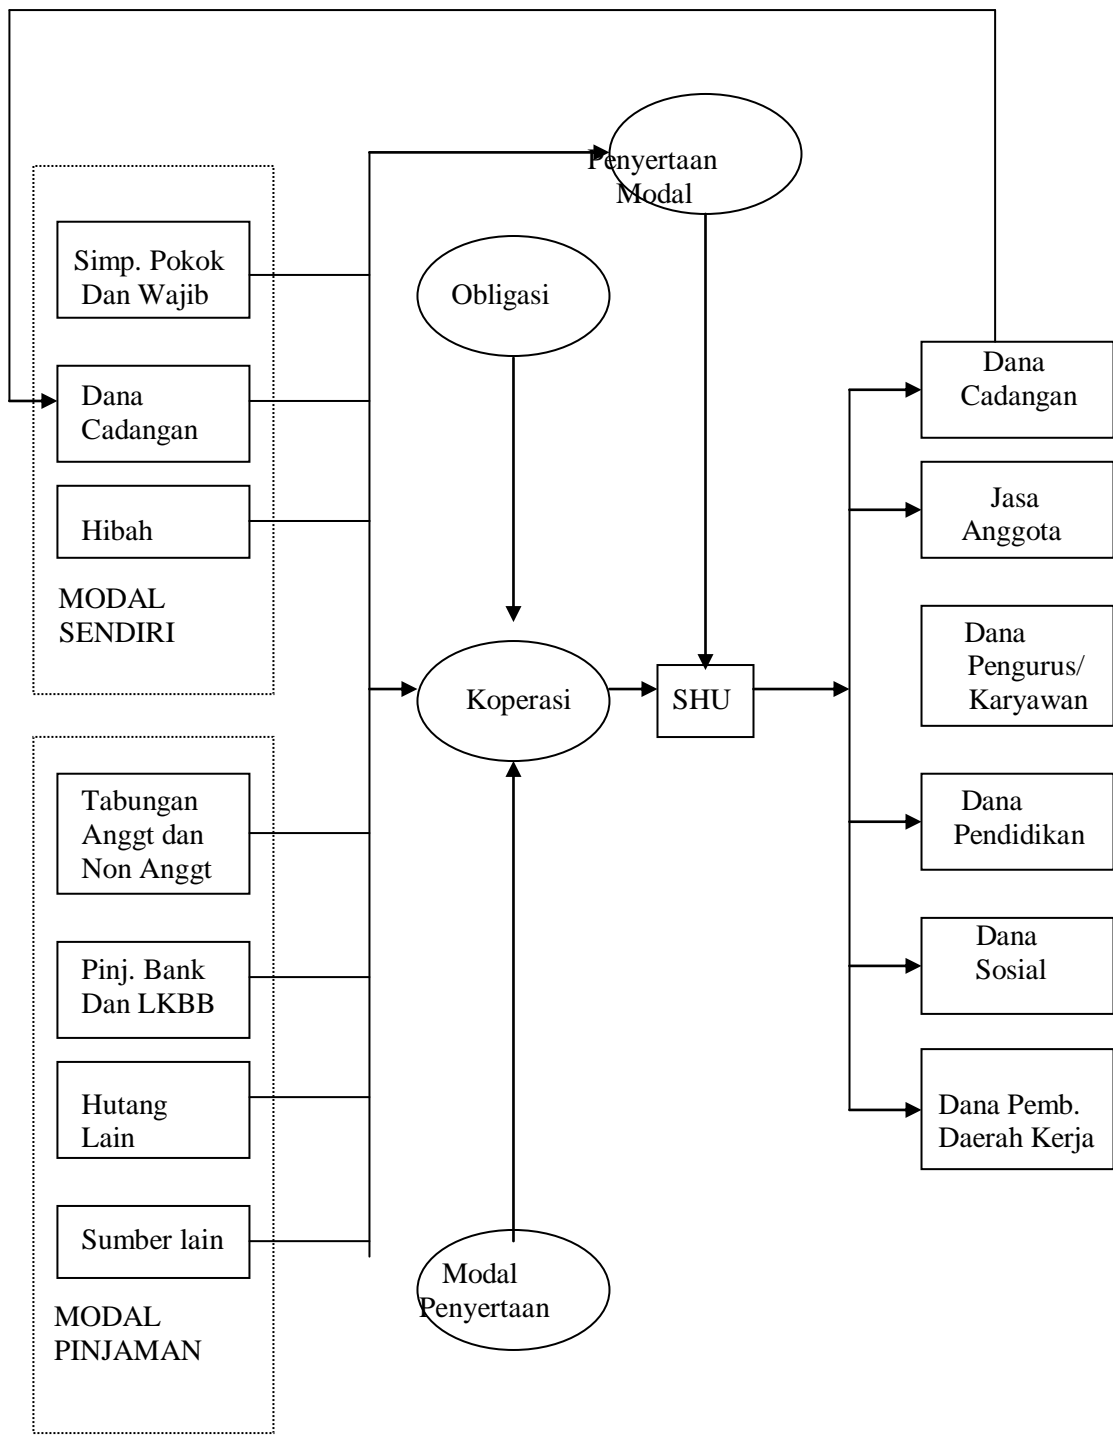 Penyertaan
Modal
Simp. Pokok
Dan Wajib
Dana
Cadangan
Hibah
MODAL
SENDIRI
Tabungan
Anggt dan
Non Anggt
Pinj. Bank
Dan LKBB
Hutang
Lain
Sumber lain
MODAL
PINJAMAN
Obligasi
Koperasi
Modal
Penyertaan
SHU
Dana
Cadangan
Jasa
Anggota
Dana
Pengurus/
Karyawan
Dana
Pendidikan
Dana
Sosial
Dana Pemb.
Daerah Kerja